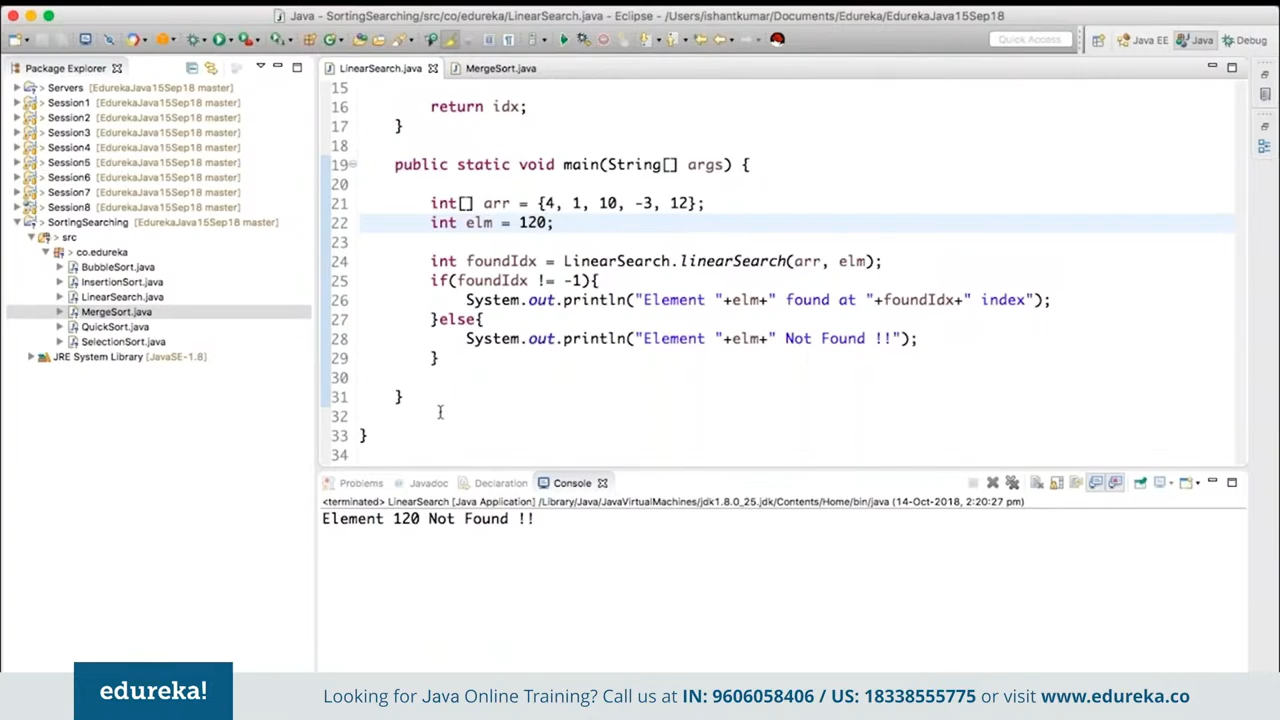 Java - SortingSearching/src/co/edureka/LinearSearch.java - Eclipse - /Users/ishantkumar/Documents/Edureka/EdurekaJava15Sep18
Quick Access
Java EE
Java
Debug
Package Explorer
LinearSearch.java
MergeSort.java
> Servers [EdurekaJava15Sep18 master]
> Session1 [EdurekaJava15Sep18 master]
> Session2 [EdurekaJava15Sep18 master]
> Session3 [EdurekaJava15Sep18 master]
> Session4 [EdurekaJava15Sep18 master]
> Session5 [EdurekaJava15Sep18 master]
> Session6 [EdurekaJava15Sep18 master]
> Session7 [EdurekaJava15Sep18 master]
> Session8 [EdurekaJava15Sep18 master]
> SortingSearching [EdurekaJava15Sep18 master]
> src
> co.edureka
> BubbleSort.java
> InsertionSort.java
> LinearSearch.java
> MergeSort.java
> QuickSort.java
> SelectionSort.java
JRE System Library [JavaSE-1.8]
15
16 return idx;
17 }
18
19 public static void main(String[] args) {
20
21 int[] arr = {4, 1, 10, -3, 12};
22 int elm = 120;
23
24 int foundIdx = LinearSearch.linearSearch(arr, elm);
25 if(foundIdx != -1){
26 System.out.println("Element "+elm+" found at "+foundIdx+" index");
27 }else{
28 System.out.println("Element "+elm+" Not Found !!");
29 }
30
31 }
32
33 }
34
Problems
Javadoc
Declaration
Console
<terminated> LinearSearch [Java Application] /Library/Java/JavaVirtualMachines/jdk1.8.0_25.jdk/Contents/Home/bin/java (14-Oct-2018, 2:20:27 pm)
Element 120 Not Found !!
edureka!
Looking for Java Online Training? Call us at IN: 9606058406 / US: 18338555775 or visit www.edureka.co